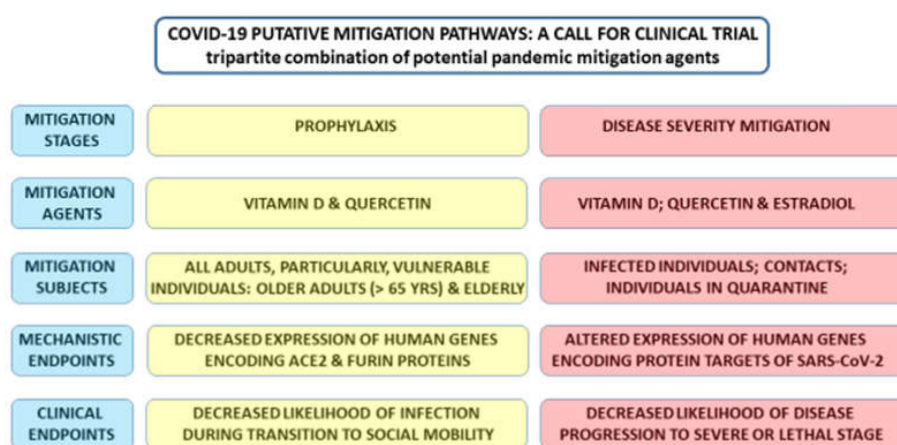 COVID-19 PUTATIVE MITIGATION PATHWAYS: A CALL FOR CLINICAL TRIAL
tripartite combination of potential pandemic mitigation agents
MITIGATION
STAGES
PROPHYLAXIS
DISEASE SEVERITY MITIGATION
MITIGATION
AGENTS
VITAMIN D & QUERCETIN
VITAMIN D; QUERCETIN & ESTRADIOL
MITIGATION
SUBJECTS
ALL ADULTS, PARTICULARLY, VULNERABLE
INDIVIDUALS: OLDER ADULTS (> 65 YRS) & ELDERLY
INFECTED INDIVIDUALS; CONTACTS;
INDIVIDUALS IN QUARANTINE
MECHANISTIC
ENDPOINTS
DECREASED EXPRESSION OF HUMAN GENES
ENCODING ACE2 & FURIN PROTEINS
ALTERED EXPRESSION OF HUMAN GENES
ENCODING PROTEIN TARGETS OF SARS-CoV-2
CLINICAL
ENDPOINTS
DECREASED LIKELIHOOD OF INFECTION
DURING TRANSITION TO SOCIAL MOBILITY
DECREASED LIKELIHOOD OF DISEASE
PROGRESSION TO SEVERE OR LETHAL STAGE